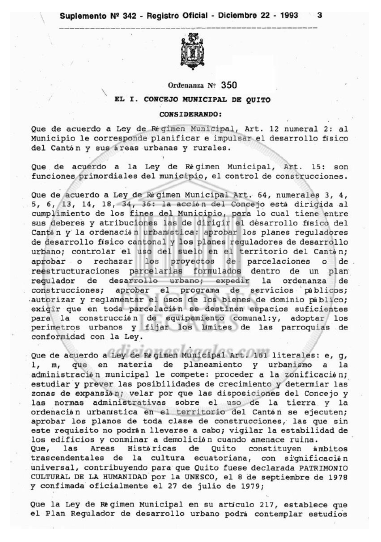 Suplemento Nº 342 - Registro Oficial - Diciembre 22 - 1993 3
Ordenanza Nº 350
EL I. CONCEJO MUNICIPAL DE QUITO
CONSIDERANDO:
Que de acuerdo a Ley de Régimen Municipal, Art. 12 numeral 2: al
Municipio le corresponde planificar e impulsar el desarrollo físico
del Cantón y sus áreas urbanas y rurales.
Que de acuerdo a la Ley de Régimen Municipal, Art. 15: son
funciones primordiales del municipio, el control de construcciones.
Que de acuerdo a Ley de Régimen Municipal Art. 64, numerales 3, 4,
5, 6, 13, 14, 18, 34, 36: la acción del Concejo está dirigida al
cumplimiento de los fines del Municipio, para lo cual tiene entre
sus deberes y atribuciones las de dirigir el desarrollo físico del
Cantón y la ordenación urbanística; aprobar los planes reguladores
de desarrollo físico cantonal y los planes reguladores de desarrollo
urbano; controlar el uso del suelo en el territorio del Cantón;
aprobar o rechazar los proyectos de parcelaciones o de
reestructuraciones parcelarias formulados dentro de un plan
regulador de desarrollo urbano; expedir la ordenanza de
construcciones; aprobar el programa de servicios públicos;
autorizar y reglamentar el uso de los bienes de dominio público;
exigir que en toda parcelación se destinen espacios suficientes
para la construcción de equipamiento comunal:y, adoptar los
perímetros urbanos y fijar los límites de las parroquias de
conformidad con la Ley.
Que de acuerdo a Ley de Régimen Municipal Art. 161 literales: e, g,
l, m, que en materia de planeamiento y urbanismo a la
administración municipal le compete: proceder a la zonificación;
estudiar y prever las posibilidades de crecimiento y determiar las
zonas de expansión; velar por que las disposiciones del Concejo y
las normas administrativas sobre el uso de la tierra y la
ordenación urbanística en el territorio del Cantón se ejecuten;
aprobar los planos de toda clase de construcciones, las que sin
este requisito no podrán llevarse a cabo; vigilar la estabilidad de
los edificios y conminar a demolición cuando amenace ruina.
Que, las Areas Históricas de Quito constituyen ámbitos
trascendentales de la cultura ecuatoriana, con significación
universal, contribuyendo para que Quito fuese declarada PATRIMONIO
CULTURAL DE LA HUMANIDAD por la UNESCO, el 8 de septiembre de 1978
y confimada oficialmente el 27 de julio de 1979;
Que la Ley de Régimen Municipal en su artículo 217, establece que
el Plan Regulador de desarrollo urbano podrá contemplar estudios